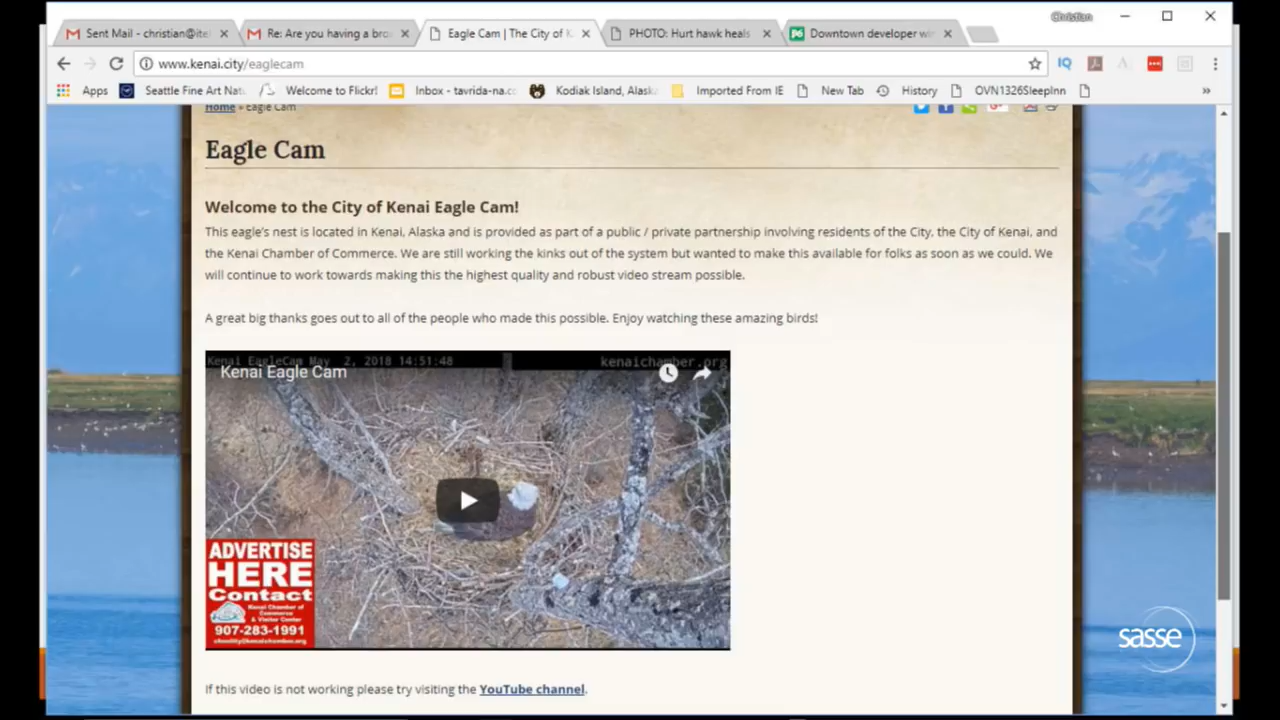 Christian
Sent Mail - christian@itel
Re: Are you having a bro
Eagle Cam | The City of K
PHOTO: Hurt hawk heals
Downtown developer wi
www.kenai.city/eaglecam
Apps
Seattle Fine Art Natu
Welcome to Flickr!
Inbox - tavrida-na.co
Kodiak Island, Alaska
Imported From IE
New Tab
History
OVN1326SleepInn
Home » Eagle Cam
Eagle Cam
Welcome to the City of Kenai Eagle Cam!
This eagle's nest is located in Kenai, Alaska and is provided as part of a public / private partnership involving residents of the City, the City of Kenai, and
the Kenai Chamber of Commerce. We are still working the kinks out of the system but wanted to make this available for folks as soon as we could. We
will continue to work towards making this the highest quality and robust video stream possible.
A great big thanks goes out to all of the people who made this possible. Enjoy watching these amazing birds!
Kenai EagleCam May 2, 2018 14:51:48
kenaichamber.org
Kenai Eagle Cam
ADVERTISE
HERE
Contact
Kenai Chamber of
Commerce
& Visitor Center
907-283-1991
sasse
If this video is not working please try visiting the YouTube channel.